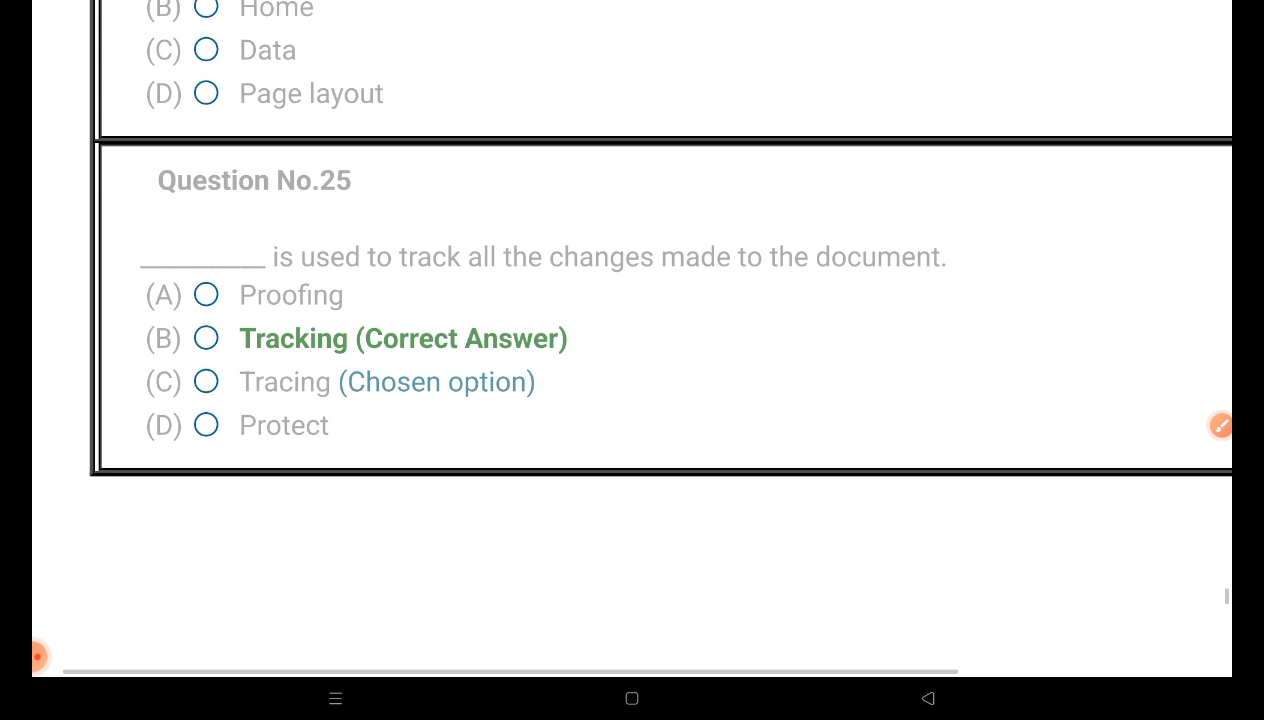 (B) Home
(C) Data
(D) Page layout
Question No.25
_________ is used to track all the changes made to the document.
(A) Proofing
(B) Tracking (Correct Answer)
(C) Tracing (Chosen option)
(D) Protect